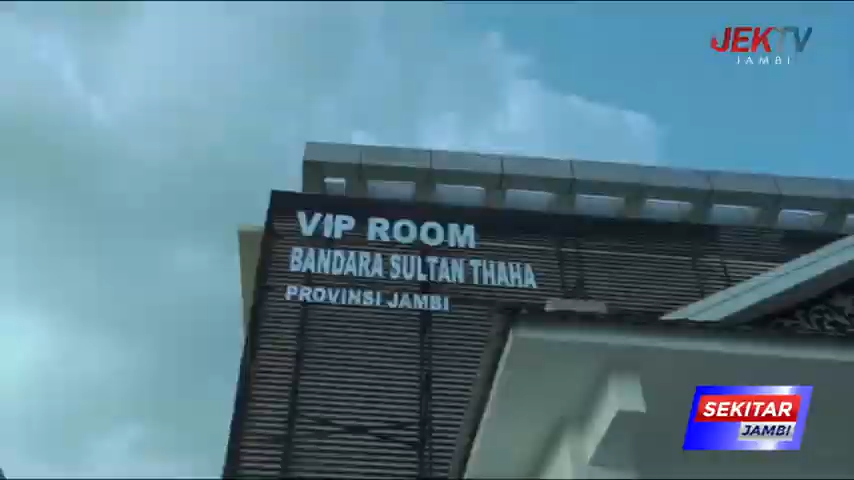 JEKTV
JAMBI
VIP ROOM
BANDARA SULTAN THAHA
PROVINSI JAMBI
SEKITAR
JAMBI